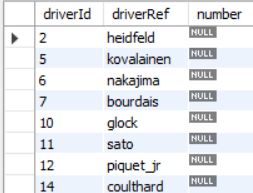 driverId driverRef number
2 heidfeld NULL
5 kovalainen NULL
6 nakajima NULL
7 bourdais NULL
10 glock NULL
11 sato NULL
12 piquet_jr NULL
14 coulthard NULL